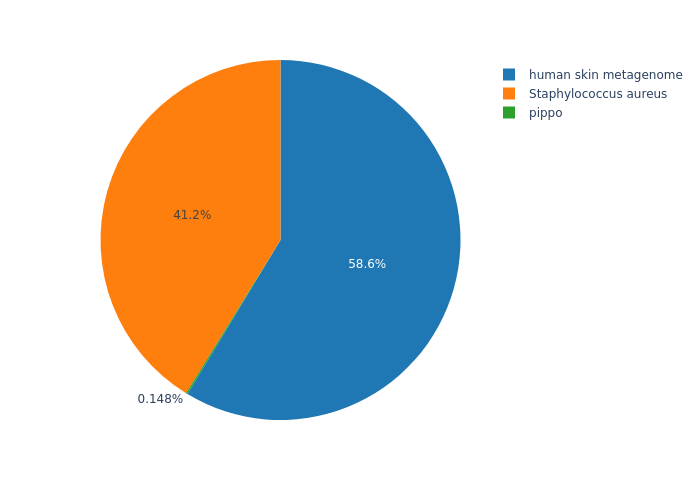 human skin metagenome
Staphylococcus aureus
pippo
41.2%
58.6%
0.148%